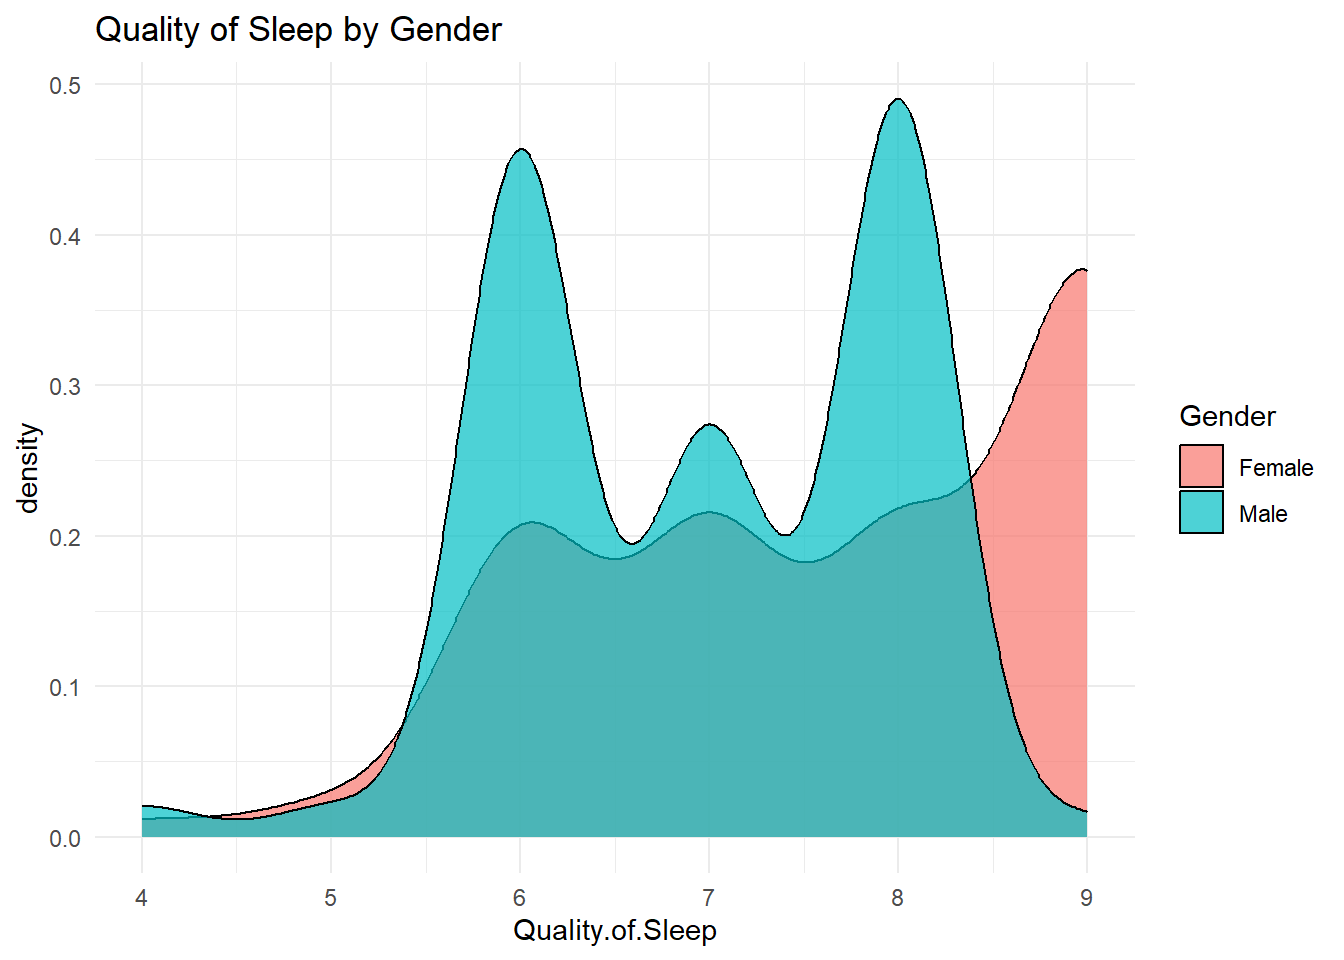 Quality of Sleep by Gender
0.5
0.4
0.3
0.2
0.1
0.0
density
4 5 6 7 8 9
Quality.of.Sleep
Gender
Female
Male